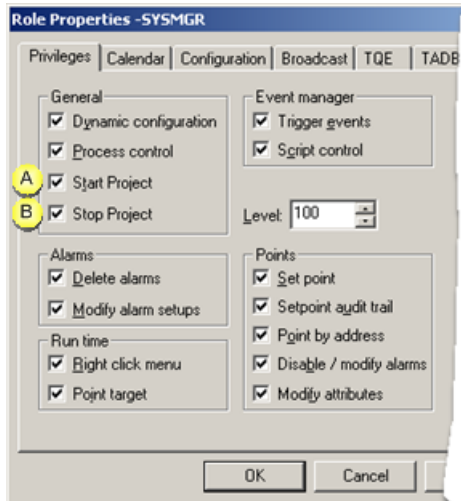 Role Properties -SYSMGR
Privileges Calendar Configuration Broadcast TQE TADB
General
Dynamic configuration
Process control
A Start Project
B Stop Project
Event manager
Trigger events
Script control
Level: 100
Alarms
Delete alarms
Modify alarm setups
Run time
Right click menu
Point target
Points
Set point
Setpoint audit trail
Point by address
Disable / modify alarms
Modify attributes
OK Cancel